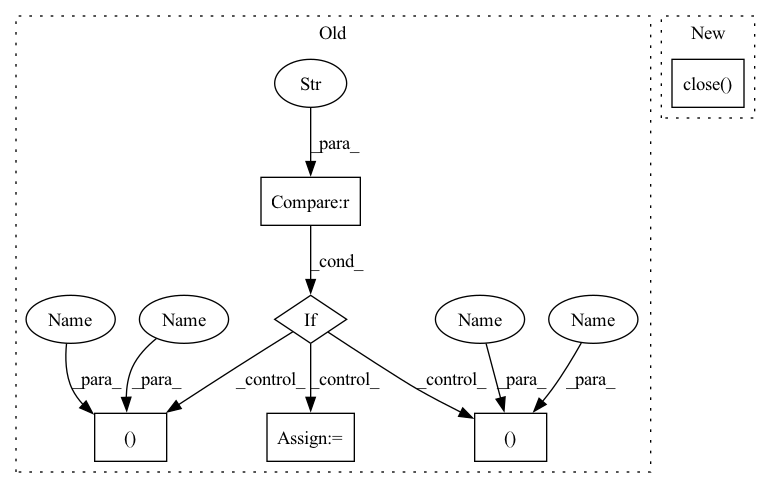 Old
New
Str
close()
_para_
Compare:r
_cond_
Name
Name
If
Name
Name
_para_
_para_
_control_
_control_
_control_
_para_
_para_
()
Assign:=
()